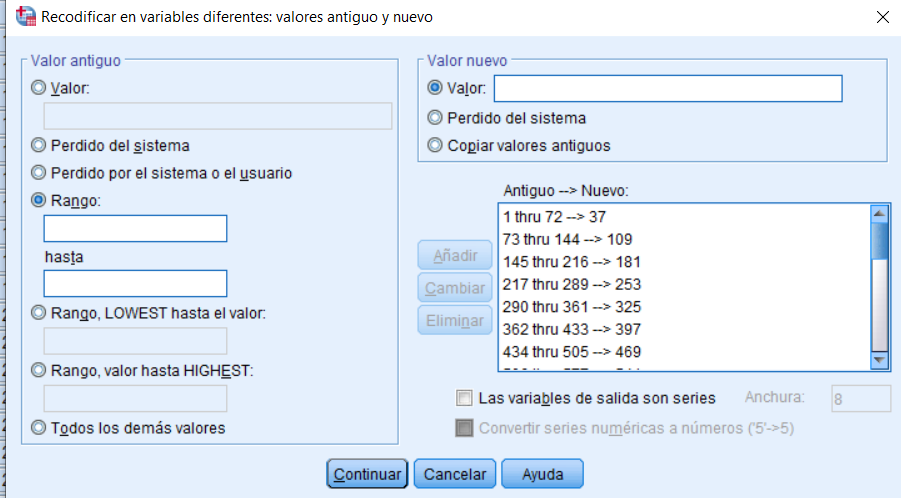 Recodificar en variables diferentes: valores antiguo y nuevo
Valor antiguo
Valor:
Perdido del sistema
Perdido por el sistema o el usuario
Rango:
hasta
Rango, LOWEST hasta el valor:
Rango, valor hasta HIGHEST:
Todos los demás valores
Valor nuevo
Valor:
Perdido del sistema
Copiar valores antiguos
Antiguo --> Nuevo:
1 thru 72 --> 37
73 thru 144 --> 109
145 thru 216 --> 181
217 thru 289 --> 253
290 thru 361 --> 325
362 thru 433 --> 397
434 thru 505 --> 469
Añadir
Cambiar
Eliminar
Las variables de salida son series
Anchura:
8
Convertir series numéricas a números ('5'->5)
Continuar
Cancelar
Ayuda